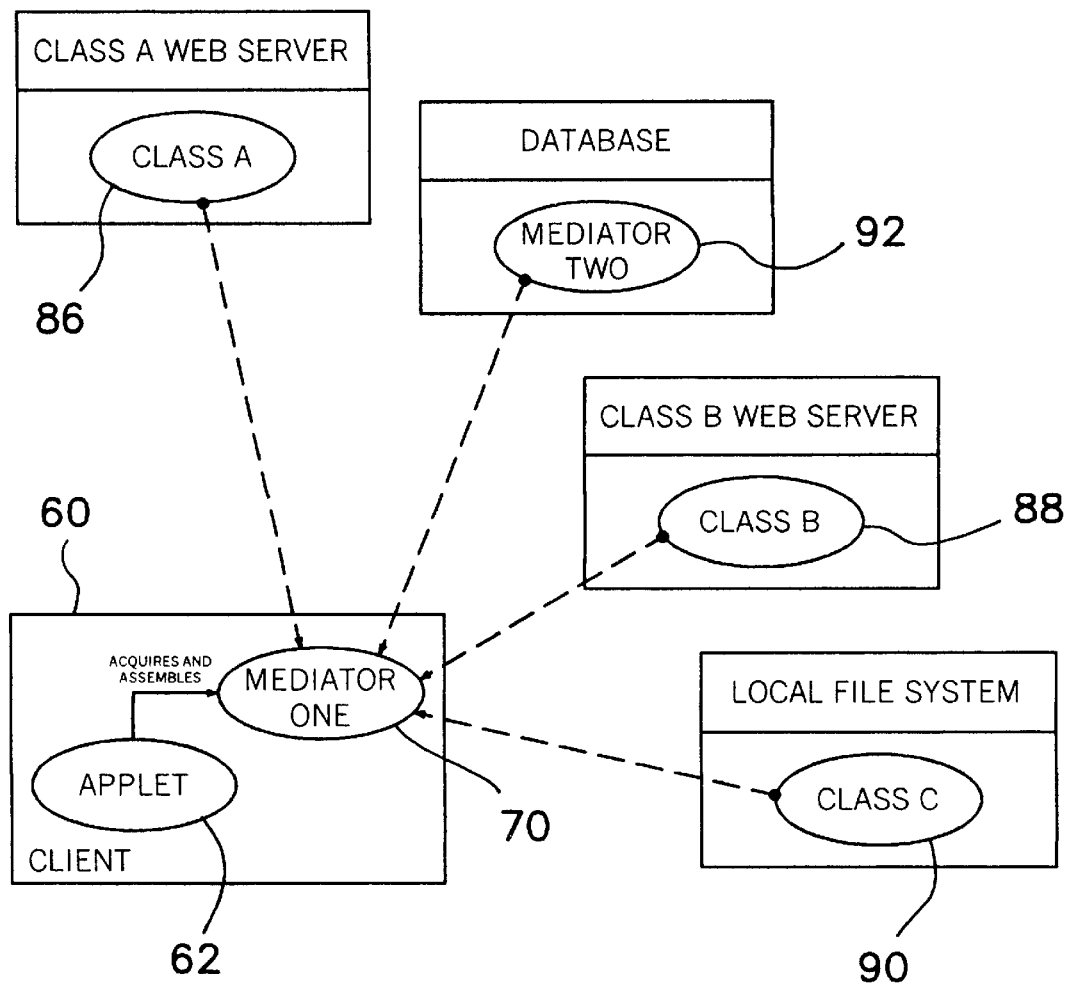 CLASS A WEB SERVER
CLASS A
86
DATABASE
MEDIATOR
TWO
92
CLASS B WEB SERVER
CLASS B
88
60
ACQUIRES AND
ASSEMBLES
MEDIATOR
ONE
APPLET
CLIENT
70
62
LOCAL FILE SYSTEM
CLASS C
90